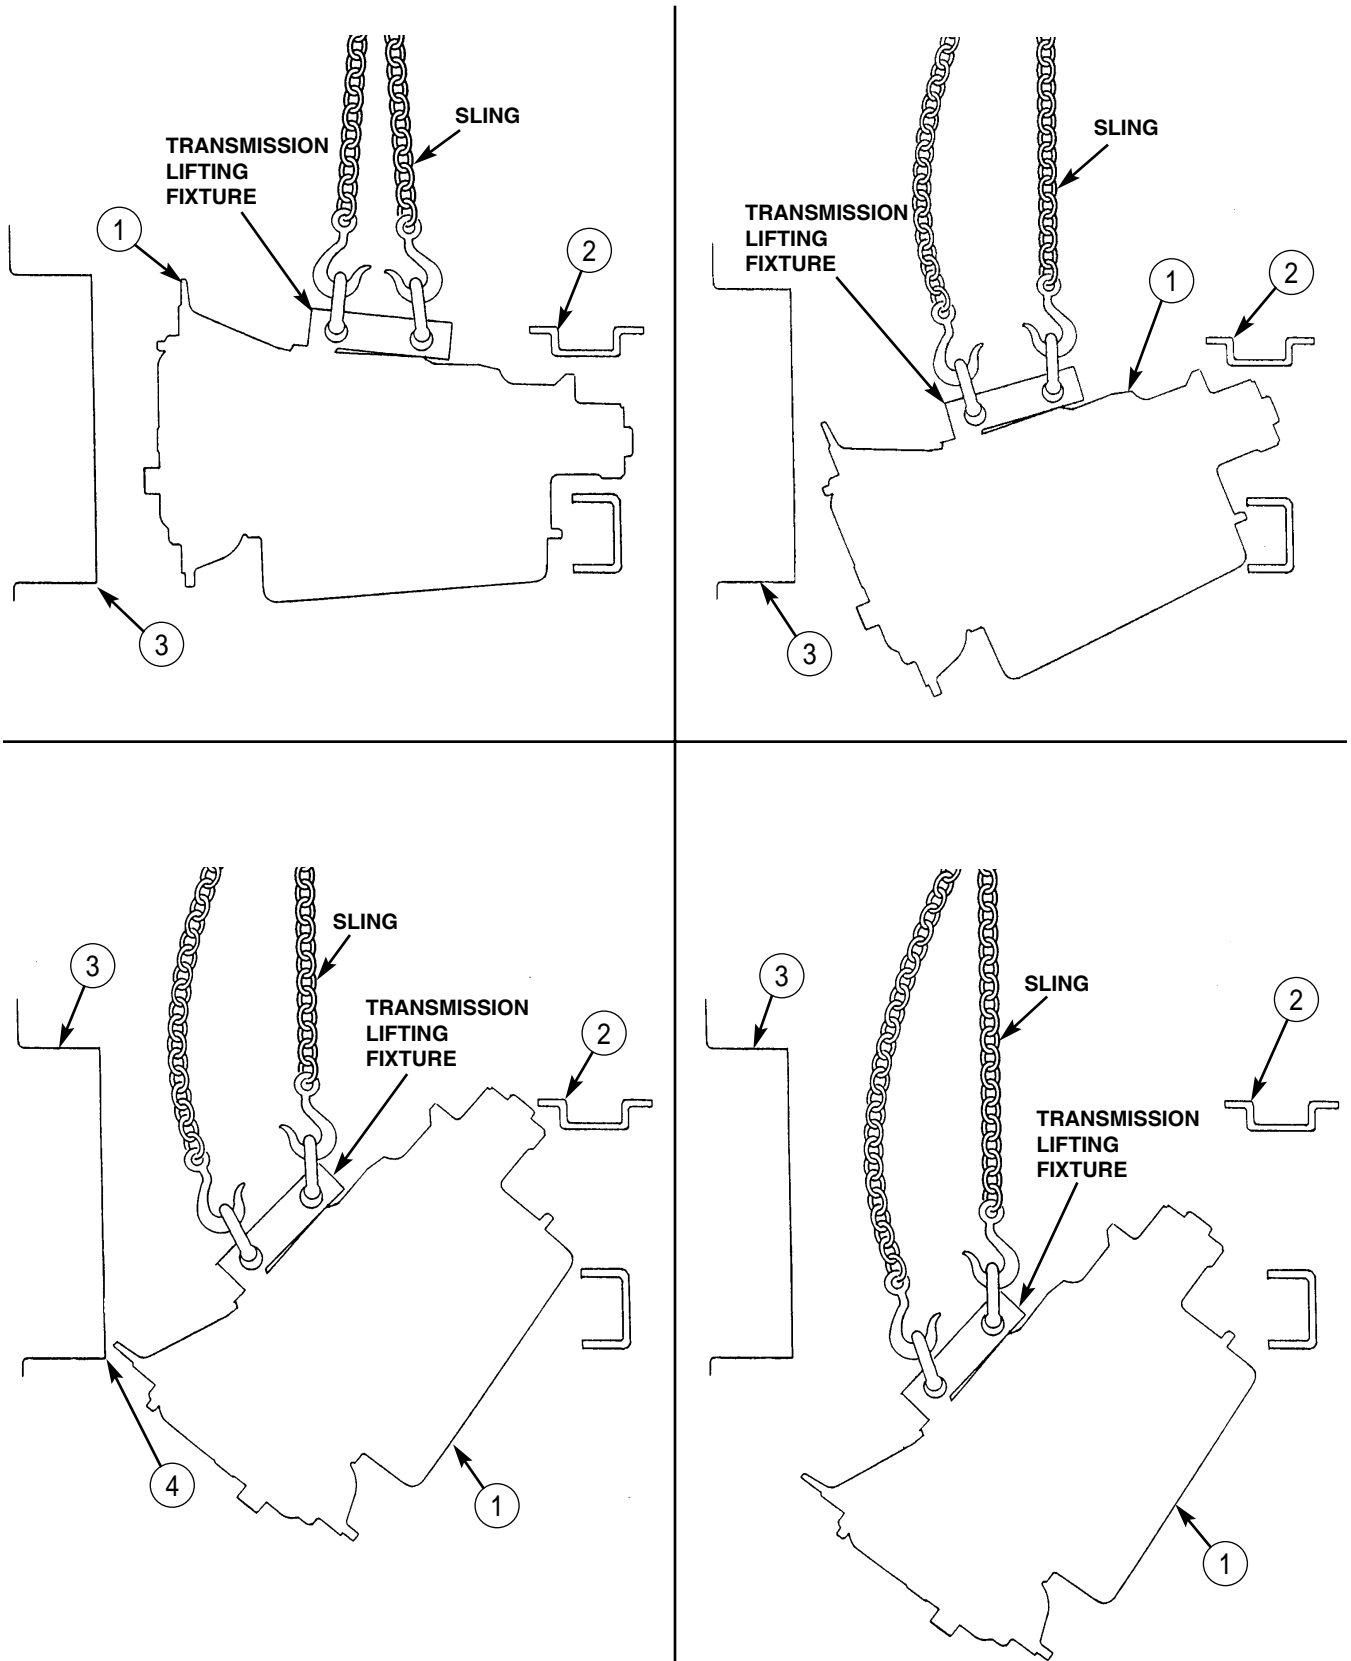 SLING
TRANSMISSION
LIFTING
FIXTURE
1
2
3
SLING
TRANSMISSION
LIFTING
FIXTURE
1
2
3
3
SLING
TRANSMISSION
LIFTING
FIXTURE
2
4
1
3
SLING
2
TRANSMISSION
LIFTING
FIXTURE
1